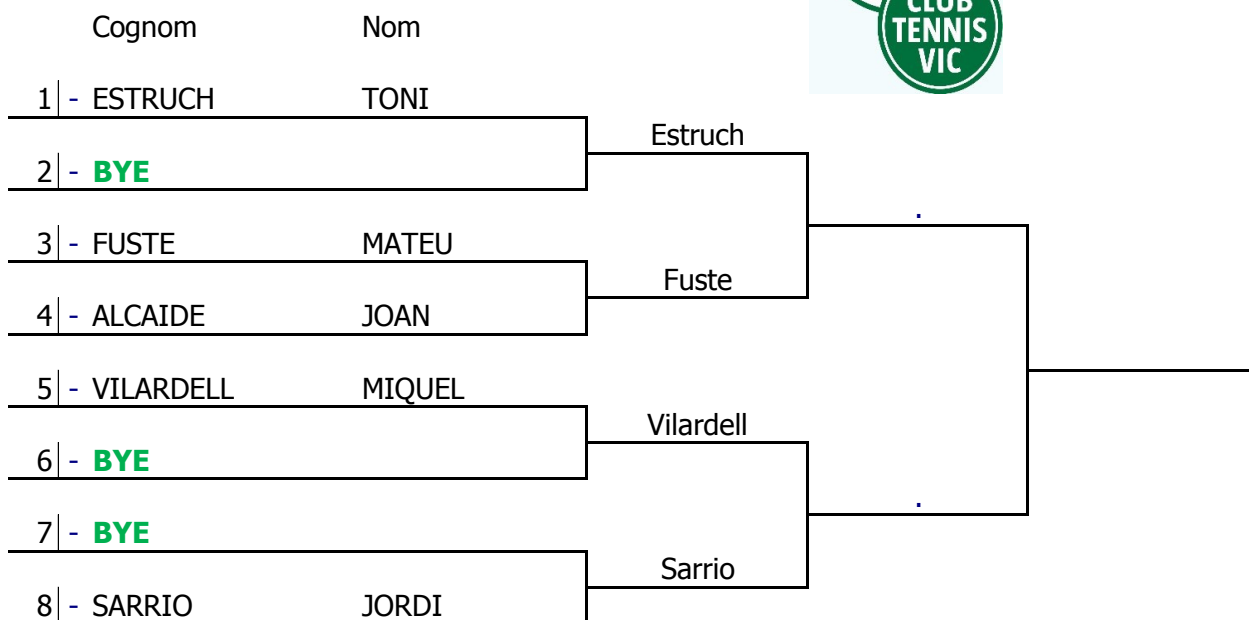 CLUB
TENNIS
VIC
Cognom Nom
1 - ESTRUCH TONI
Estruch
2 - BYE
.
3 - FUSTE MATEU
Fuste
4 - ALCAIDE JOAN
5 - VILARDELL MIQUEL
Vilardell
6 - BYE
.
7 - BYE
Sarrio
8 - SARRIO JORDI